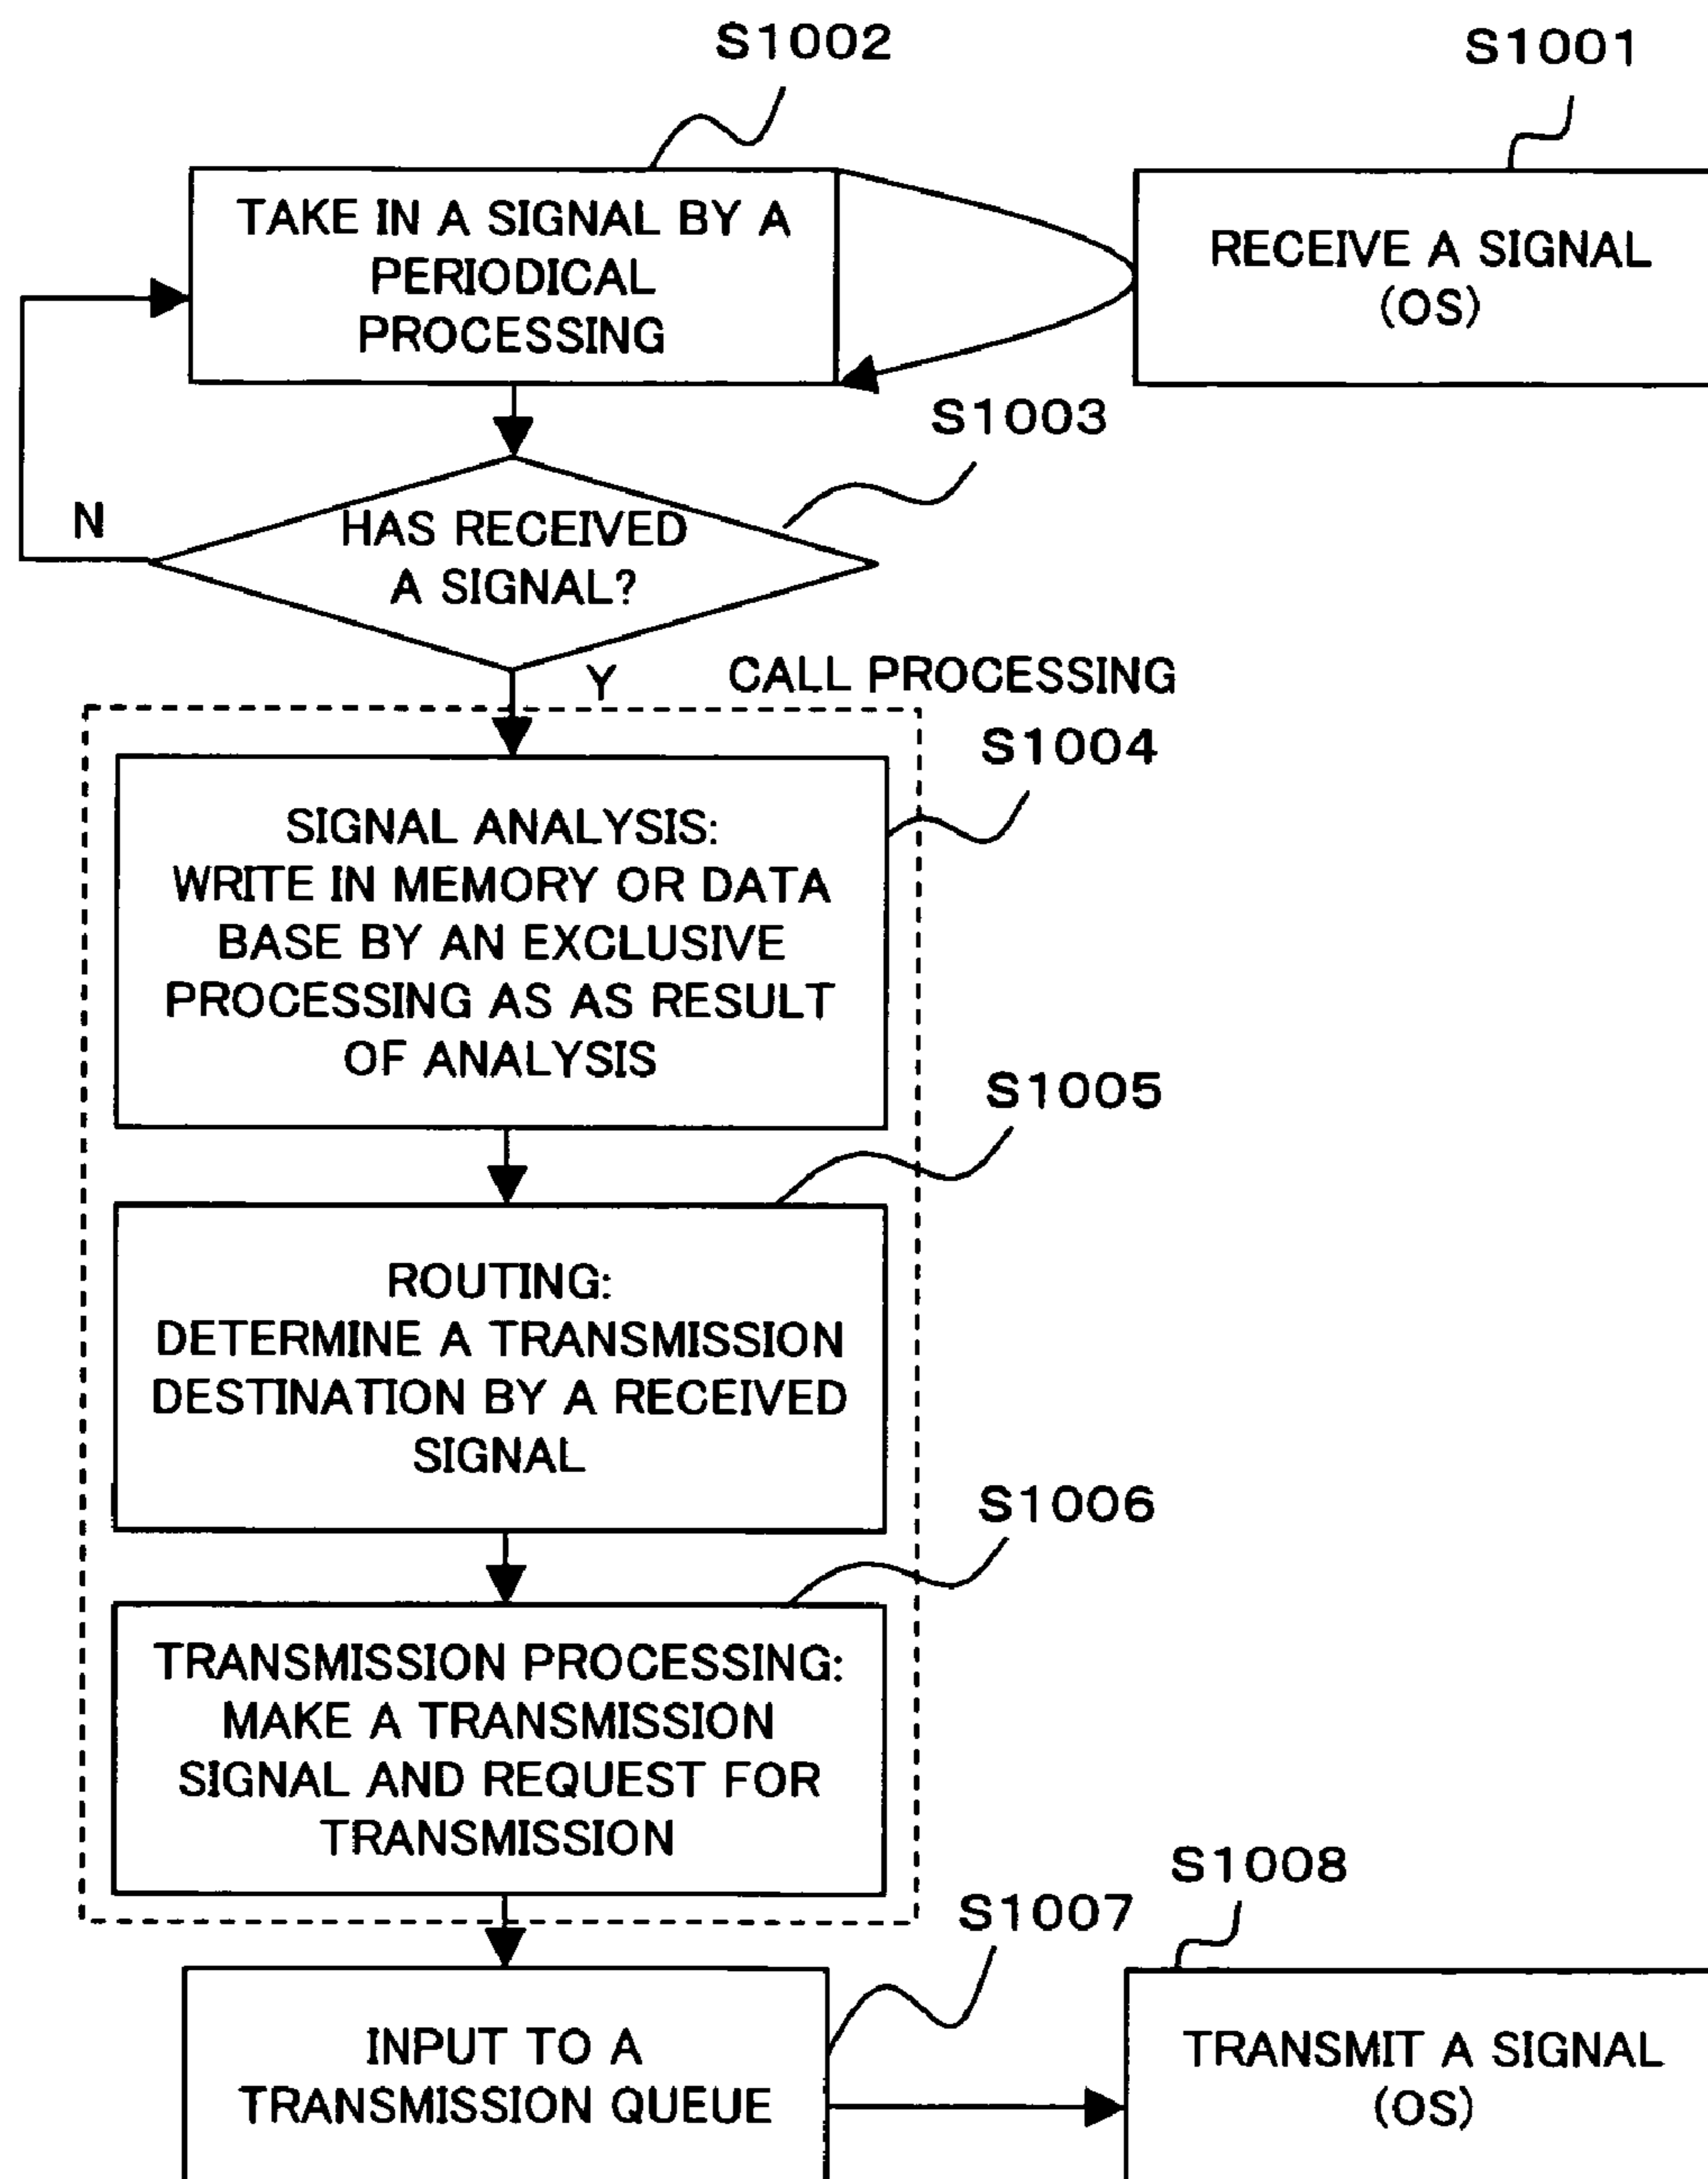 S1002
S1001
TAKE IN A SIGNAL BY A
PERIODICAL
PROCESSING
RECEIVE A SIGNAL
(OS)
S1003
N
HAS RECEIVED
A SIGNAL?
Y
CALL PROCESSING
S1004
SIGNAL ANALYSIS:
WRITE IN MEMORY OR DATA
BASE BY AN EXCLUSIVE
PROCESSING AS AS RESULT
OF ANALYSIS
S1005
ROUTING:
DETERMINE A TRANSMISSION
DESTINATION BY A RECEIVED
SIGNAL
S1006
TRANSMISSION PROCESSING:
MAKE A TRANSMISSION
SIGNAL AND REQUEST FOR
TRANSMISSION
S1007
S1008
INPUT TO A
TRANSMISSION QUEUE
TRANSMIT A SIGNAL
(OS)